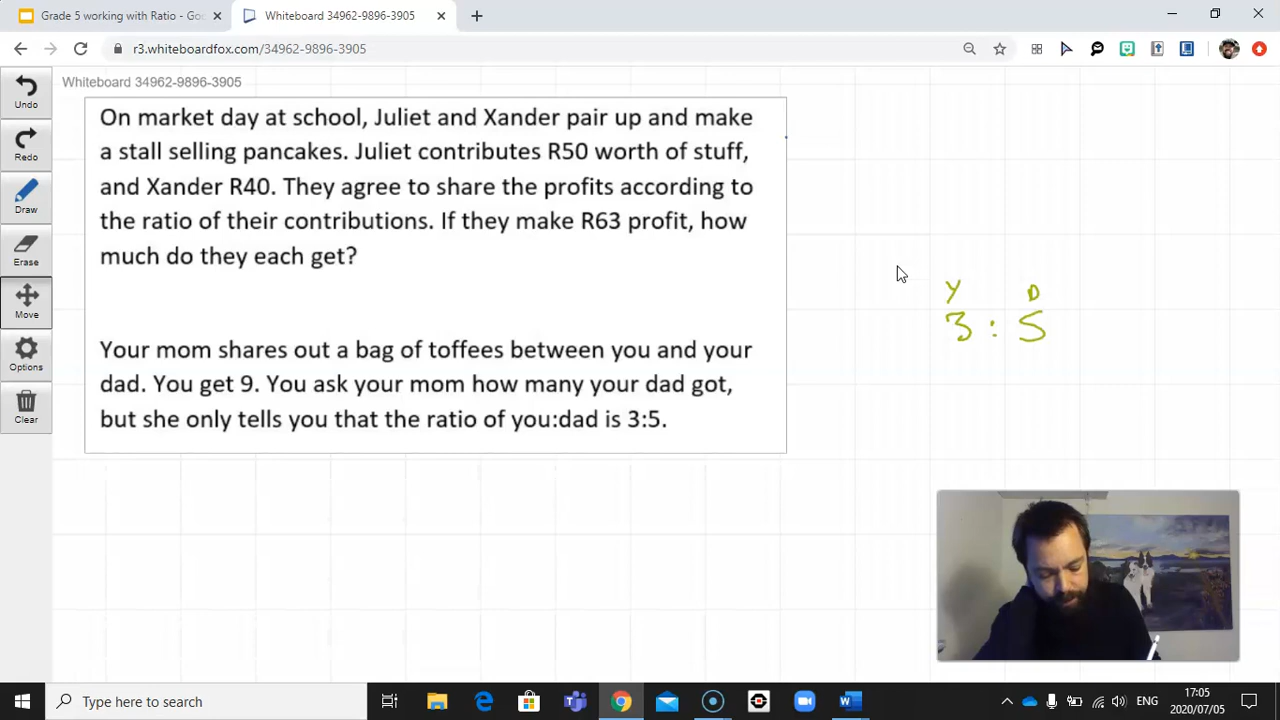 Grade 5 working with Ratio - Goo
Whiteboard 34962-9896-3905
r3.whiteboardfox.com/34962-9896-3905
Whiteboard 34962-9896-3905
Undo
Redo
Draw
Erase
Move
Options
Clear
On market day at school, Juliet and Xander pair up and make
a stall selling pancakes. Juliet contributes R50 worth of stuff,
and Xander R40. They agree to share the profits according to
the ratio of their contributions. If they make R63 profit, how
much do they each get?
Your mom shares out a bag of toffees between you and your
dad. You get 9. You ask your mom how many your dad got,
but she only tells you that the ratio of you:dad is 3:5.
Y D
3 : 5
Type here to search
ENG
17:05
2020/07/05